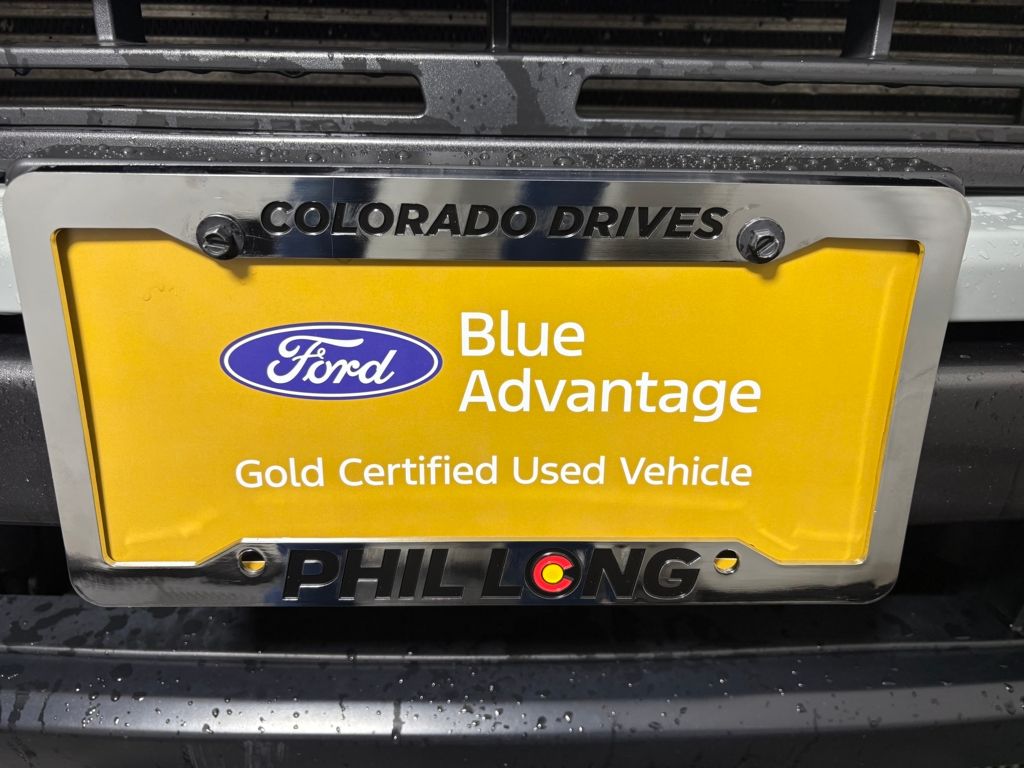 COLORADO DRIVES
Ford
Blue
Advantage
Gold Certified Used Vehicle
PHIL LONG